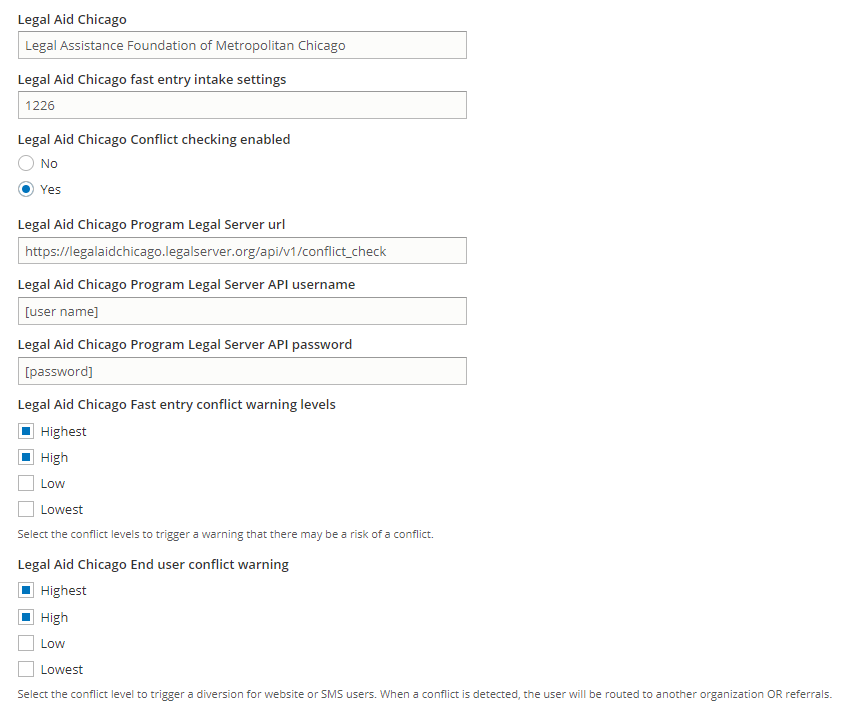 Legal Aid Chicago
Legal Assistance Foundation of Metropolitan Chicago
Legal Aid Chicago fast entry intake settings
1226
Legal Aid Chicago Conflict checking enabled
No
Yes
Legal Aid Chicago Program Legal Server url
https://legalaidchicago.legalserver.org/api/v1/conflict_check
Legal Aid Chicago Program Legal Server API username
[user name]
Legal Aid Chicago Program Legal Server API password
[password]
Legal Aid Chicago Fast entry conflict warning levels
Highest
High
Low
Lowest
Select the conflict levels to trigger a warning that there may be a risk of a conflict.
Legal Aid Chicago End user conflict warning
Highest
High
Low
Lowest
Select the conflict level to trigger a diversion for website or SMS users. When a conflict is detected, the user will be routed to another organization OR referrals.